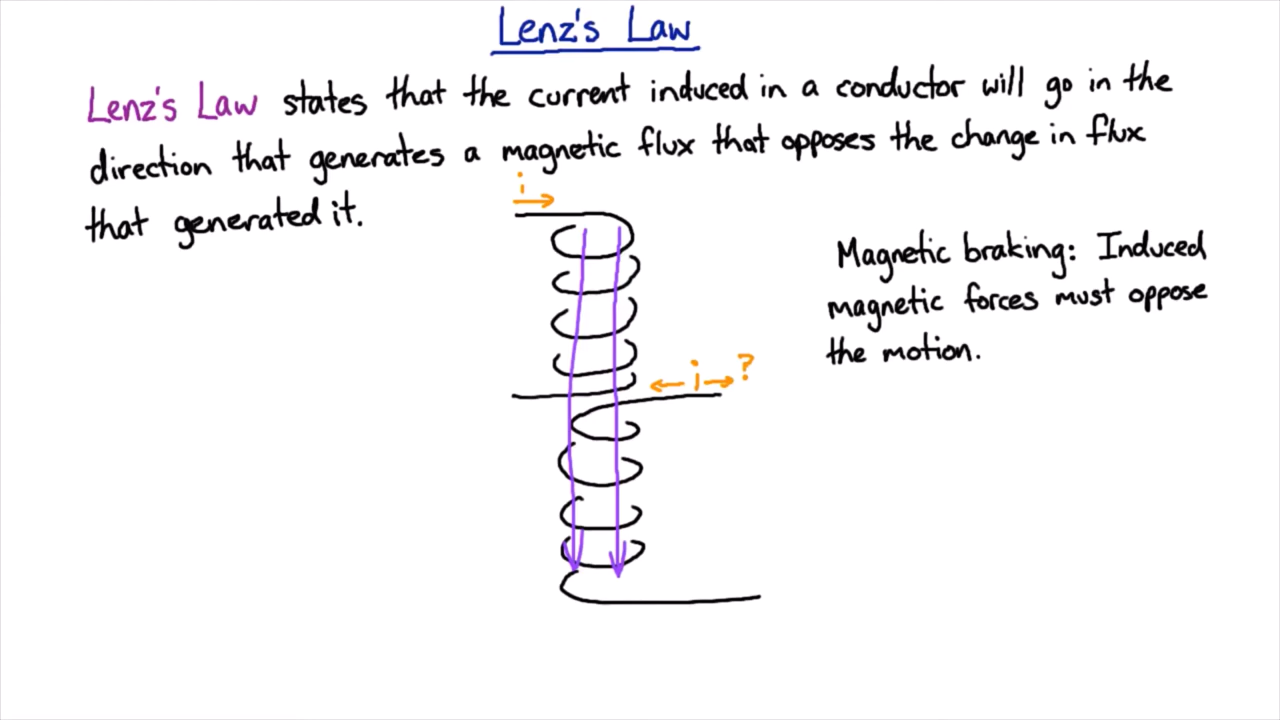 Lenz's Law
Lenz's Law states that the current induced in a conductor will go in the
direction that generates a magnetic flux that opposes the change in flux
that generated it.
i
Magnetic braking: Induced
magnetic forces must oppose
the motion.
i ?